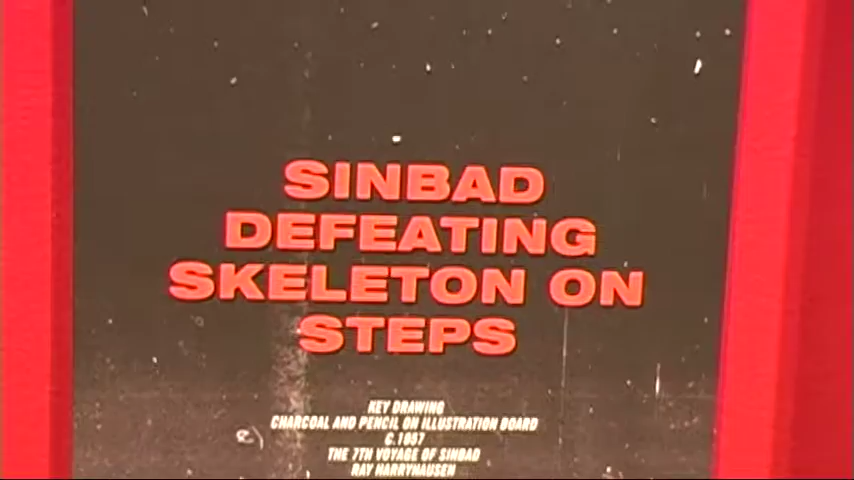 SINBAD
DEFEATING
SKELETON ON
STEPS
KEY DRAWING
CHARCOAL AND PENCIL ON ILLUSTRATION BOARD
C.1957
THE 7TH VOYAGE OF SINBAD
RAY HARRYHAUSEN